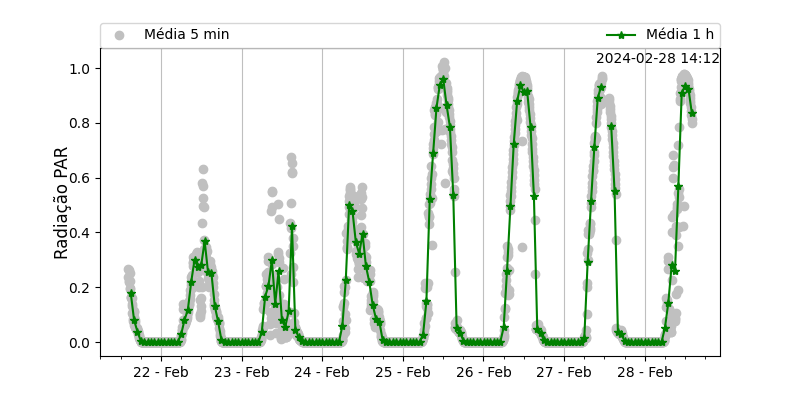 Média 5 min
Média 1 h
2024-02-28 14:12
Radiação PAR
1.0
0.8
0.6
0.4
0.2
0.0
22 - Feb
23 - Feb
24 - Feb
25 - Feb
26 - Feb
27 - Feb
28 - Feb